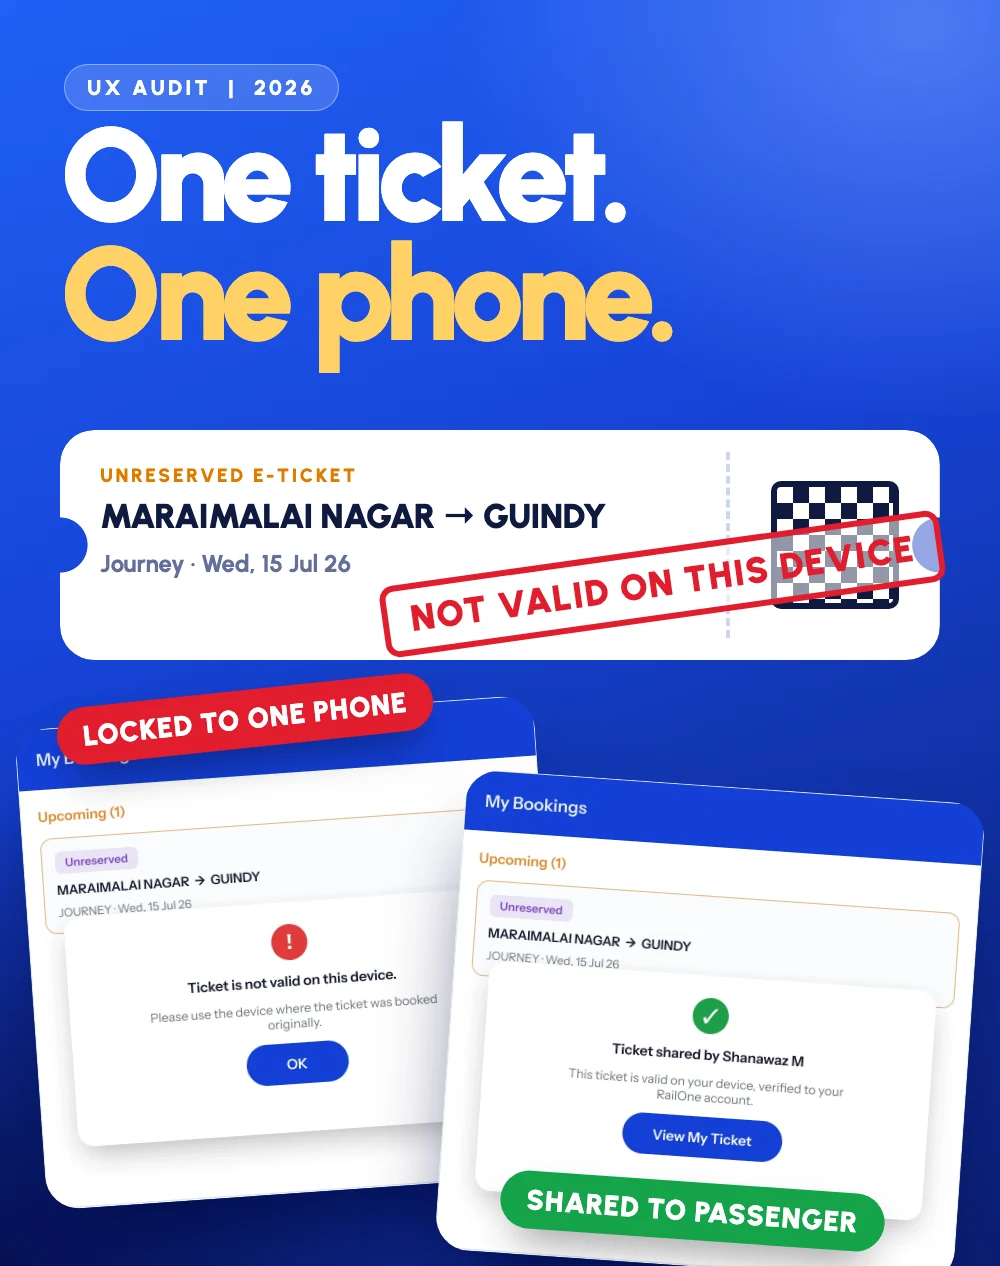 UX AUDIT | 2026
One ticket.
One phone.
UNRESERVED E-TICKET
MARAIMALAI NAGAR → GUINDY
Journey · Wed, 15 Jul 26
NOT VALID ON THIS DEVICE
LOCKED TO ONE PHONE
My
Upcoming (1)
Unreserved
MARAIMALAI NAGAR → GUINDY
JOURNEY · Wed, 15 Jul 26
!
Ticket is not valid on this device.
Please use the device where the ticket was booked
originally.
OK
My Bookings
Upcoming (1)
Unreserved
MARAIMALAI NAGAR → GUINDY
JOURNEY · Wed, 15 Jul 26
✓
Ticket shared by Shanawaz M
This ticket is valid on your device, verified to your
RailOne account.
View My Ticket
SHARED TO PASSENGER